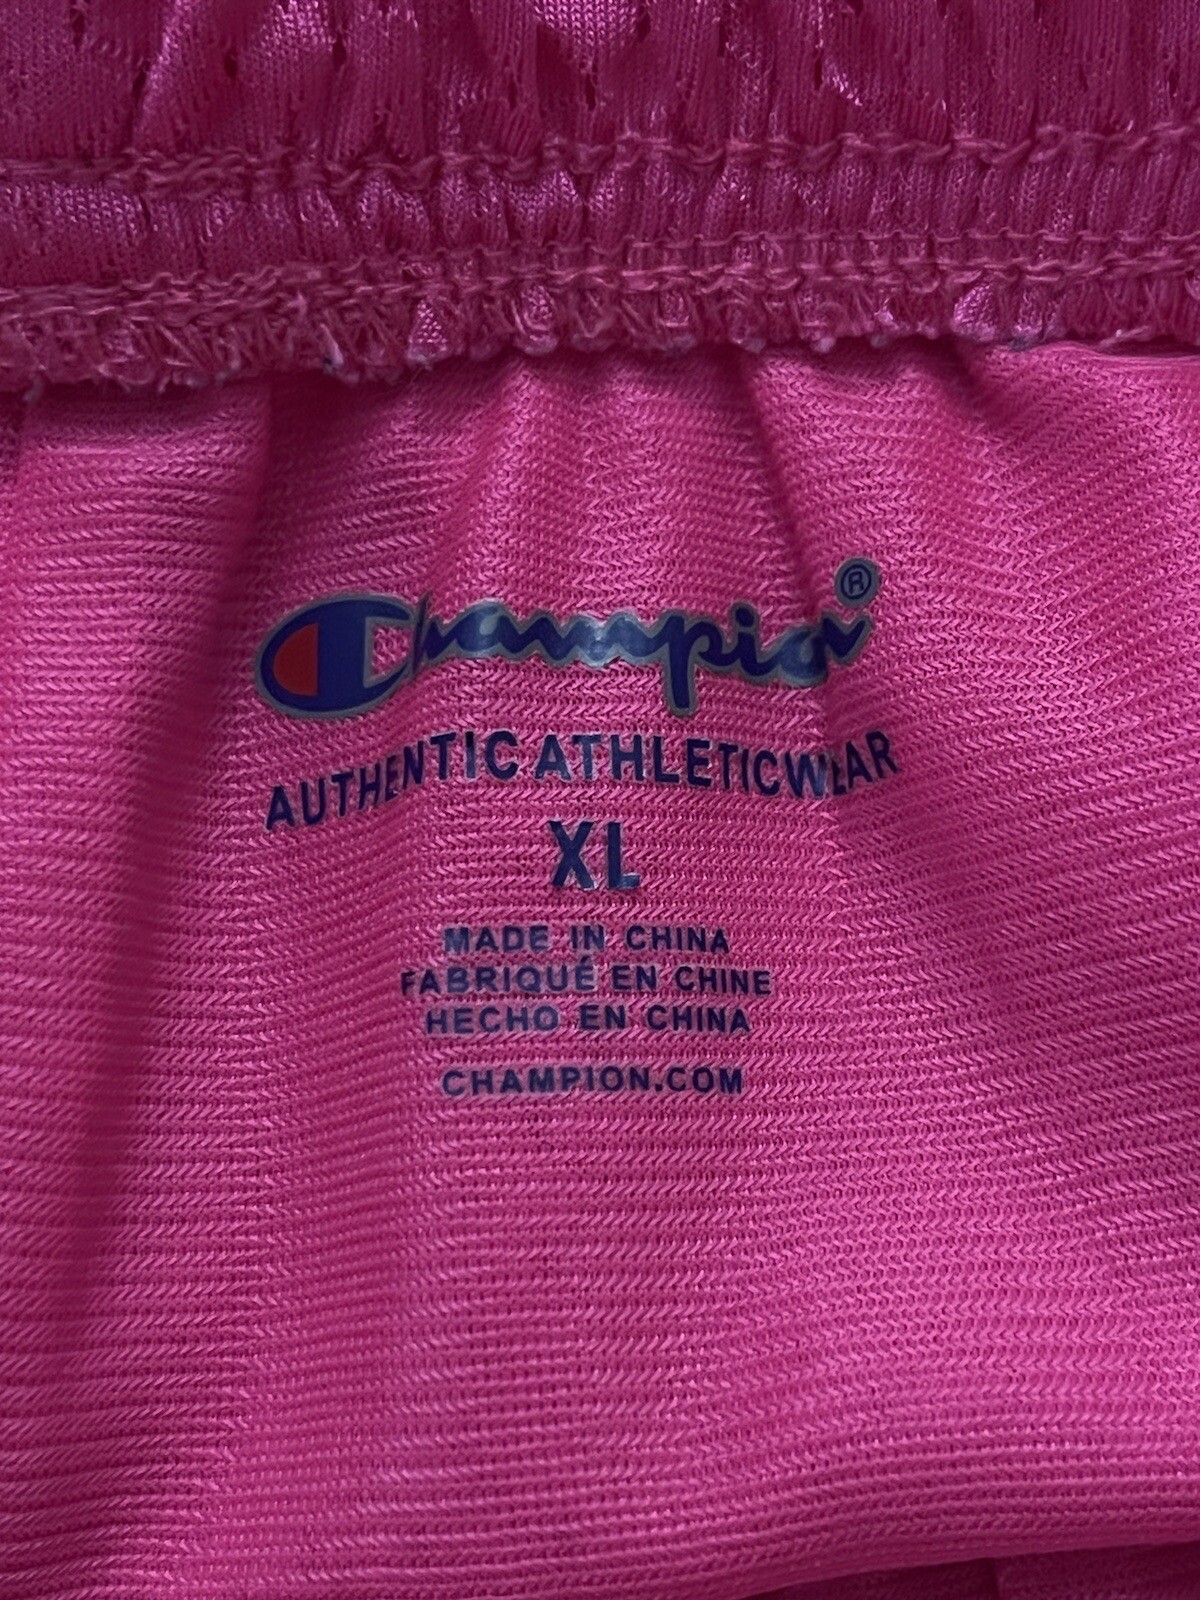 Champion®
AUTHENTIC ATHLETICWEAR
XL
MADE IN CHINA
FABRIQUÉ EN CHINE
HECHO EN CHINA
CHAMPION.COM